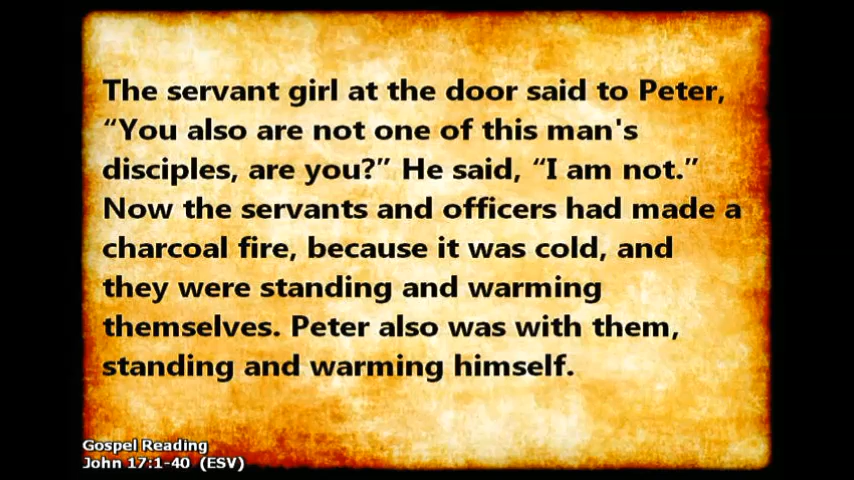 The servant girl at the door said to Peter,
“You also are not one of this man's
disciples, are you?” He said, “I am not.”
Now the servants and officers had made a
charcoal fire, because it was cold, and
they were standing and warming
themselves. Peter also was with them,
standing and warming himself.
Gospel Reading
John 17:1-40 (ESV)